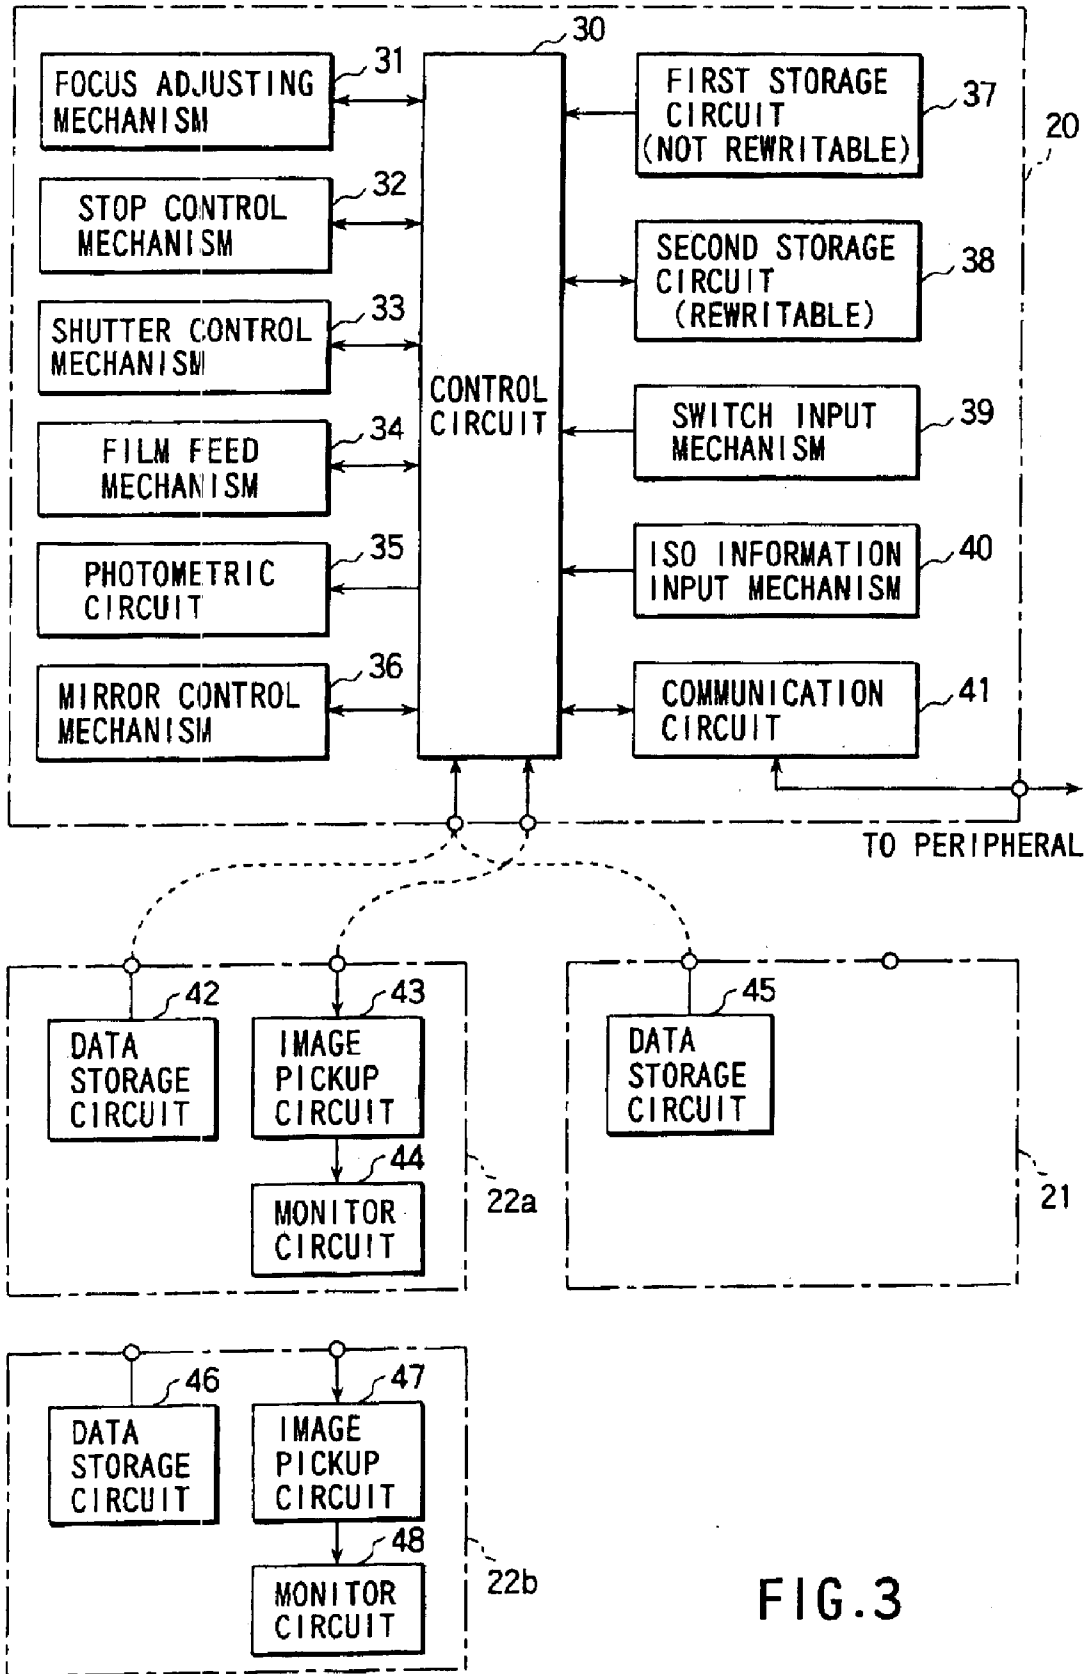 30
FOCUS ADJUSTING
MECHANISM
31
STOP CONTROL
MECHANISM
32
SHUTTER CONTROL
MECHANISM
33
FILM FEED
MECHANISM
34
PHOTOMETRIC
CIRCUIT
35
MIRROR CONTROL
MECHANISM
36
CONTROL
CIRCUIT
FIRST STORAGE
CIRCUIT
(NOT REWRITABLE)
37
20
SECOND STORAGE
CIRCUIT
(REWRITABLE)
38
SWITCH INPUT
MECHANISM
39
ISO INFORMATION
INPUT MECHANISM
40
COMMUNICATION
CIRCUIT
41
TO PERIPHERAL
42
DATA
STORAGE
CIRCUIT
43
IMAGE
PICKUP
CIRCUIT
44
MONITOR
CIRCUIT
22a
45
DATA
STORAGE
CIRCUIT
21
46
DATA
STORAGE
CIRCUIT
47
IMAGE
PICKUP
CIRCUIT
48
MONITOR
CIRCUIT
22b
FIG.3